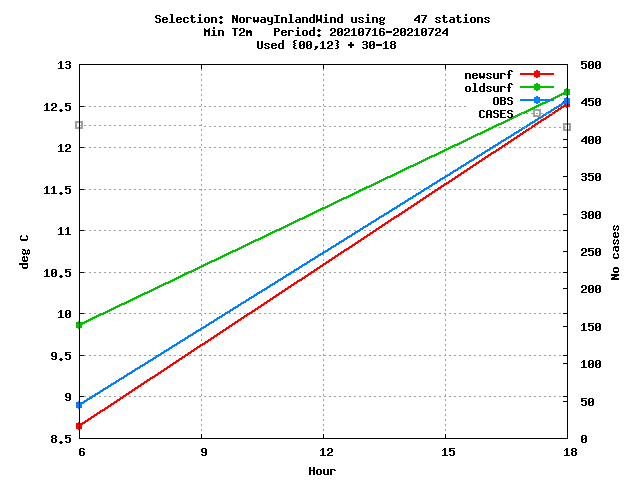 Selection: NorwayInlandWind using    47 stations
Min T2m   Period: 20210716-20210724
Used {00,12} + 30-18
newsurf
oldsurf
OBS
CASES
13
12.5
12
11.5
11
10.5
10
9.5
9
8.5
deg C
500
450
400
350
300
250
200
150
100
50
0
No cases
6
9
12
15
18
Hour